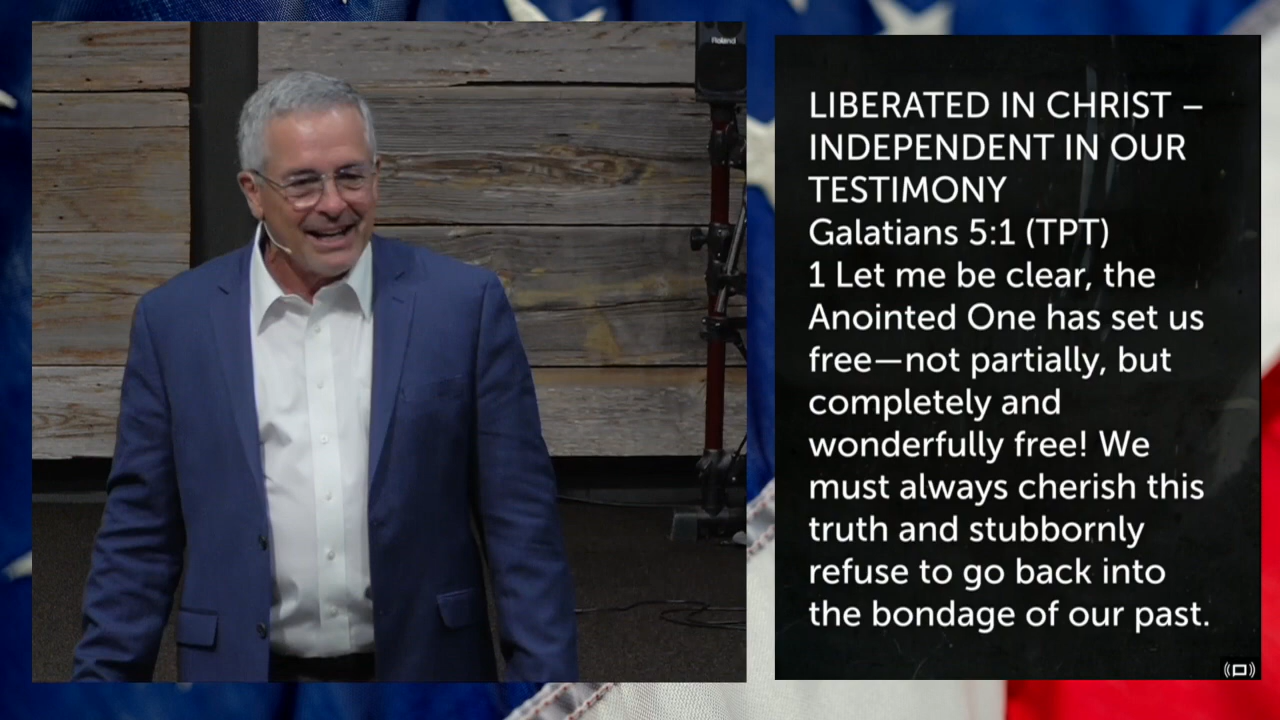 Roland
LIBERATED IN CHRIST –
INDEPENDENT IN OUR
TESTIMONY
Galatians 5:1 (TPT)
1 Let me be clear, the
Anointed One has set us
free—not partially, but
completely and
wonderfully free! We
must always cherish this
truth and stubbornly
refuse to go back into
the bondage of our past.